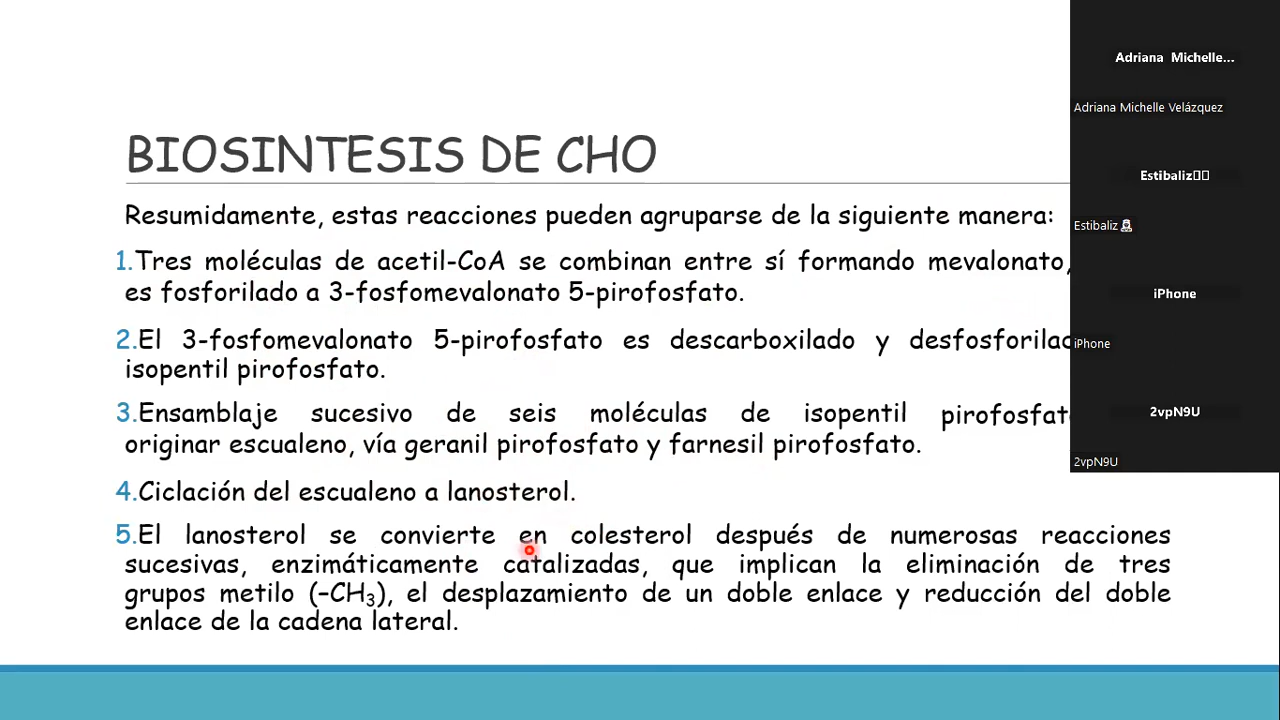 BIOSINTESIS DE CHO
Resumidamente, estas reacciones pueden agruparse de la siguiente manera:
1.Tres moléculas de acetil-CoA se combinan entre sí formando mevalonato,
es fosforilado a 3-fosfomevalonato 5-pirofosfato.
2.El 3-fosfomevalonato 5-pirofosfato es descarboxilado y
isopentil pirofosfato.
3.Ensamblaje sucesivo de seis moléculas de isopentil
originar escualeno, vía geranil pirofosfato y farnesil pirofosfato.
4.Ciclación del escualeno a lanosterol.
5.El lanosterol se convierte en colesterol después de numerosas reacciones
sucesivas, enzimáticamente catalizadas, que implican la eliminación de tres
grupos metilo (–CH₃), el desplazamiento de un doble enlace y reducción del doble
enlace de la cadena lateral.
Adriana Michelle...
Adriana Michelle Velázquez
Estibaliz
Estibaliz
iPhone
iPhone
2vpN9U
2vpN9U